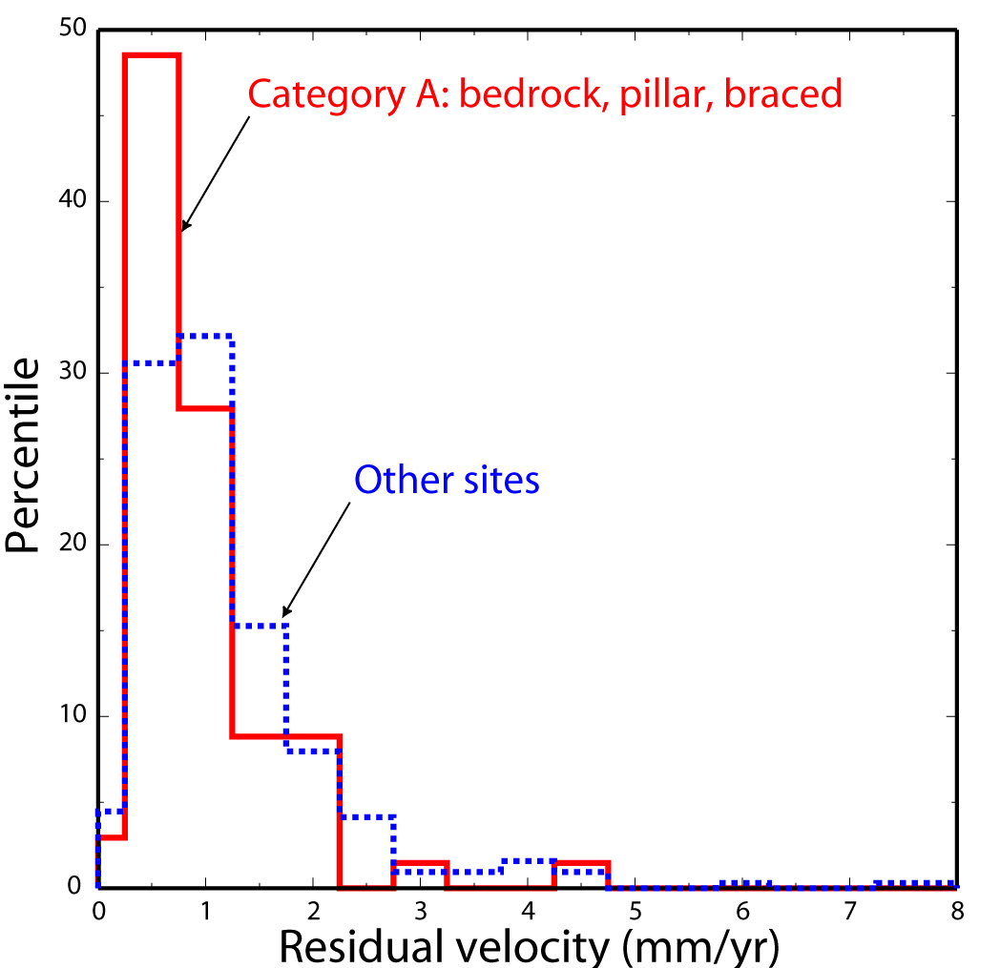 50
Category A: bedrock, pillar, braced
40
30
Percentile
Other sites
20
10
0
0 1 2 3 4 5 6 7 8
Residual velocity (mm/yr)